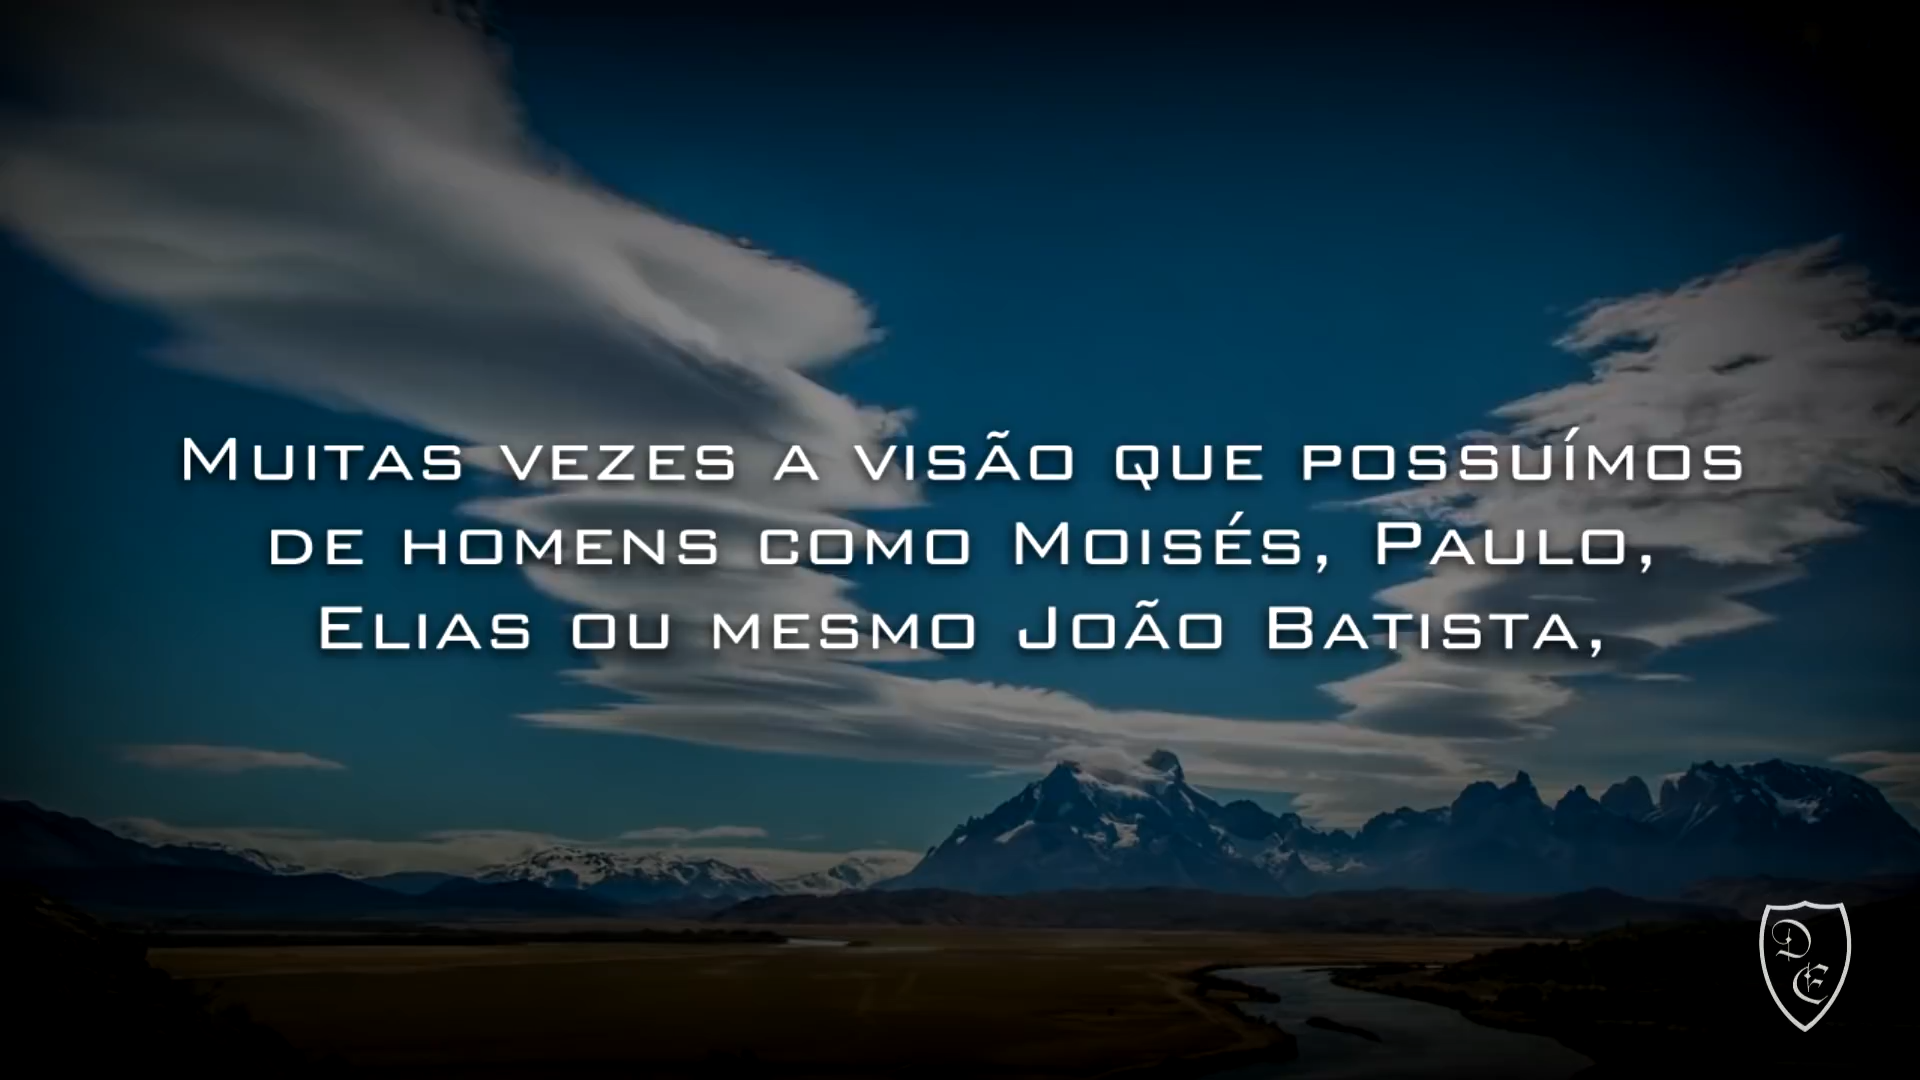 Muitas vezes a visão que possuímos
de homens como Moisés, Paulo,
Elias ou mesmo João Batista,
D
E